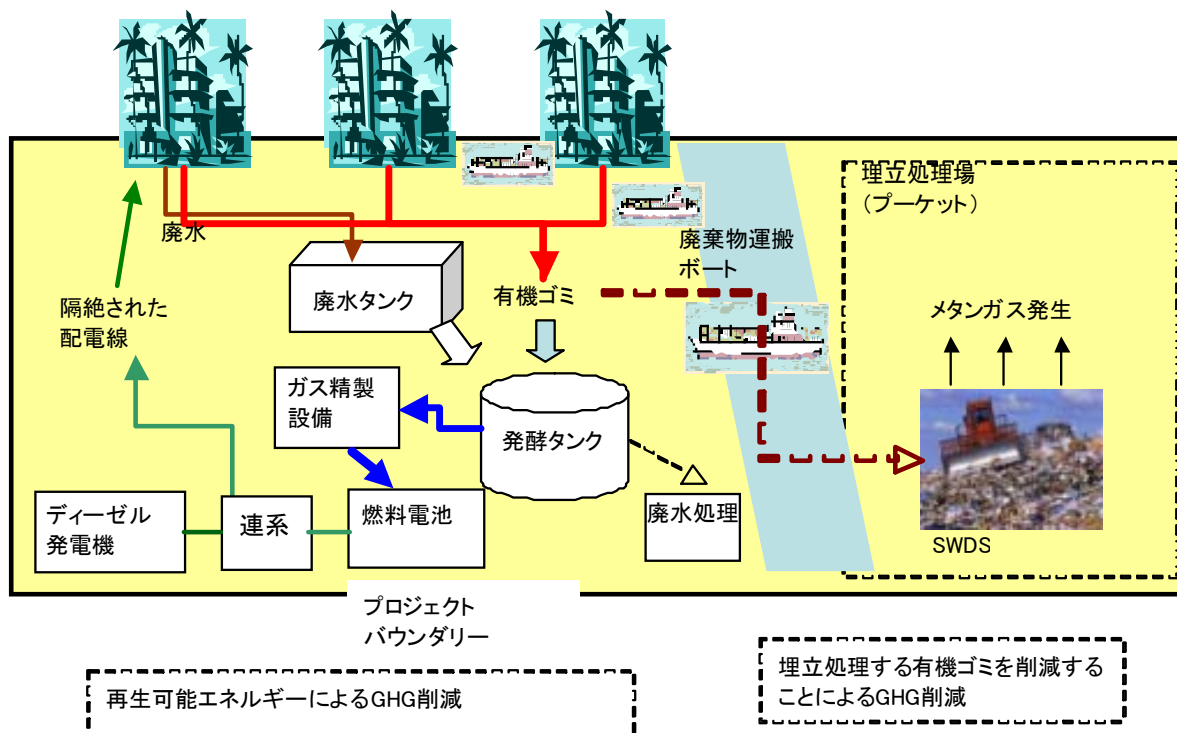 埋立処理場
（プーケット）
廃水
廃棄物運搬
ボート
廃水タンク
有機ゴミ
隔絶された
配電線
メタンガス発生
ガス精製
設備
発酵タンク
ディーゼル
発電機
連系
燃料電池
廃水処理
SWDS
プロジェクト
バウンダリー
再生可能エネルギーによるGHG削減
埋立処理する有機ゴミを削減する
ことによるGHG削減